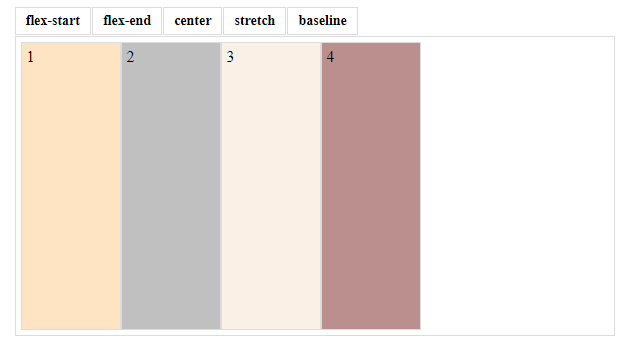 flex-start flex-end center stretch baseline
1 2 3 4